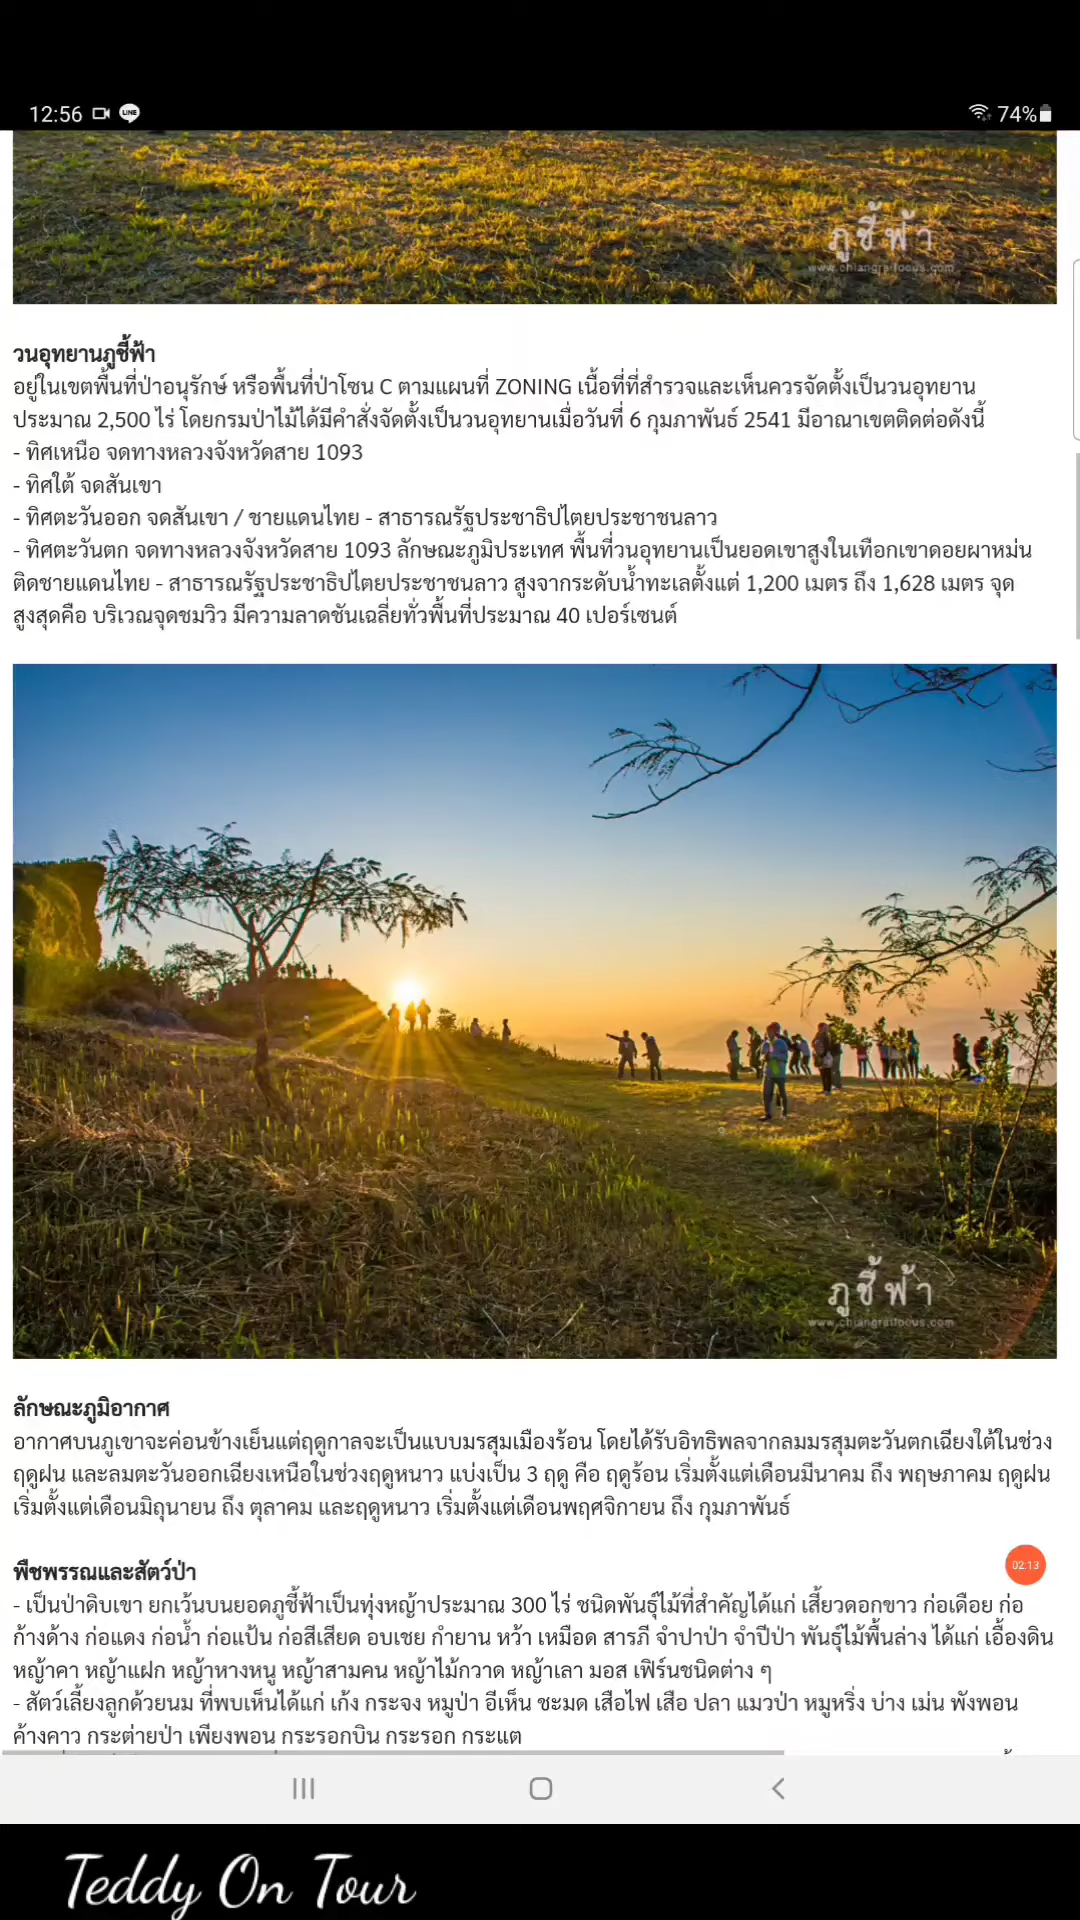 12:56
LINE
74%
ภูชี้ฟ้า
www.chiangraifocus.com
วนอุทยานภูชี้ฟ้า
อยู่ในเขตพื้นที่ป่าอนุรักษ์ หรือพื้นที่ป่าโซน C ตามแผนที่ ZONING เนื้อที่ที่สำรวจและเห็นควรจัดตั้งเป็นวนอุทยาน
ประมาณ 2,500 ไร่ โดยกรมป่าไม้ได้มีคำสั่งจัดตั้งเป็นวนอุทยานเมื่อวันที่ 6 กุมภาพันธ์ 2541 มีอาณาเขตติดต่อดังนี้
- ทิศเหนือ จดทางหลวงจังหวัดสาย 1093
- ทิศใต้ จดสันเขา
- ทิศตะวันออก จดสันเขา / ชายแดนไทย - สาธารณรัฐประชาธิปไตยประชาชนลาว
- ทิศตะวันตก จดทางหลวงจังหวัดสาย 1093 ลักษณะภูมิประเทศ พื้นที่วนอุทยานเป็นยอดเขาสูงในเทือกเขาดอยผาหม่น
ติดชายแดนไทย - สาธารณรัฐประชาธิปไตยประชาชนลาว สูงจากระดับน้ำทะเลตั้งแต่ 1,200 เมตร ถึง 1,628 เมตร จุด
สูงสุดคือ บริเวณจุดชมวิว มีความลาดชันเฉลี่ยทั่วพื้นที่ประมาณ 40 เปอร์เซนต์
ภูชี้ฟ้า
www.chiangraifocus.com
ลักษณะภูมิอากาศ
อากาศบนภูเขาจะค่อนข้างเย็นแต่ฤดูกาลจะเป็นแบบมรสุมเมืองร้อน โดยได้รับอิทธิพลจากลมมรสุมตะวันตกเฉียงใต้ในช่วง
ฤดูฝน และลมตะวันออกเฉียงเหนือในช่วงฤดูหนาว แบ่งเป็น 3 ฤดู คือ ฤดูร้อน เริ่มตั้งแต่เดือนมีนาคม ถึง พฤษภาคม ฤดูฝน
เริ่มตั้งแต่เดือนมิถุนายน ถึง ตุลาคม และฤดูหนาว เริ่มตั้งแต่เดือนพฤศจิกายน ถึง กุมภาพันธ์
02:13
พืชพรรณและสัตว์ป่า
- เป็นป่าดิบเขา ยกเว้นบนยอดภูชี้ฟ้าเป็นทุ่งหญ้าประมาณ 300 ไร่ ชนิดพันธุ์ไม้ที่สำคัญได้แก่ เสี้ยวดอกขาว ก่อเดือย ก่อ
ก้างด้าง ก่อแดง ก่อน้ำ ก่อแป้น ก่อสีเสียด อบเชย กำยาน หว้า เหมือด สารภี จำปาป่า จำปีป่า พันธุ์ไม้พื้นล่าง ได้แก่ เอื้องดิน
หญ้าคา หญ้าแฝก หญ้าหางหนู หญ้าสามคน หญ้าไม้กวาด หญ้าเลา มอส เฟิร์นชนิดต่าง ๆ
- สัตว์เลี้ยงลูกด้วยนม ที่พบเห็นได้แก่ เก้ง กระจง หมูป่า อีเห็น ชะมด เสือไฟ เสือ ปลา แมวป่า หมูหริ่ง บ่าง เม่น พังพอน
ค้างคาว กระต่ายป่า เพียงพอน กระรอกบิน กระรอก กระแต
Teddy On Tour